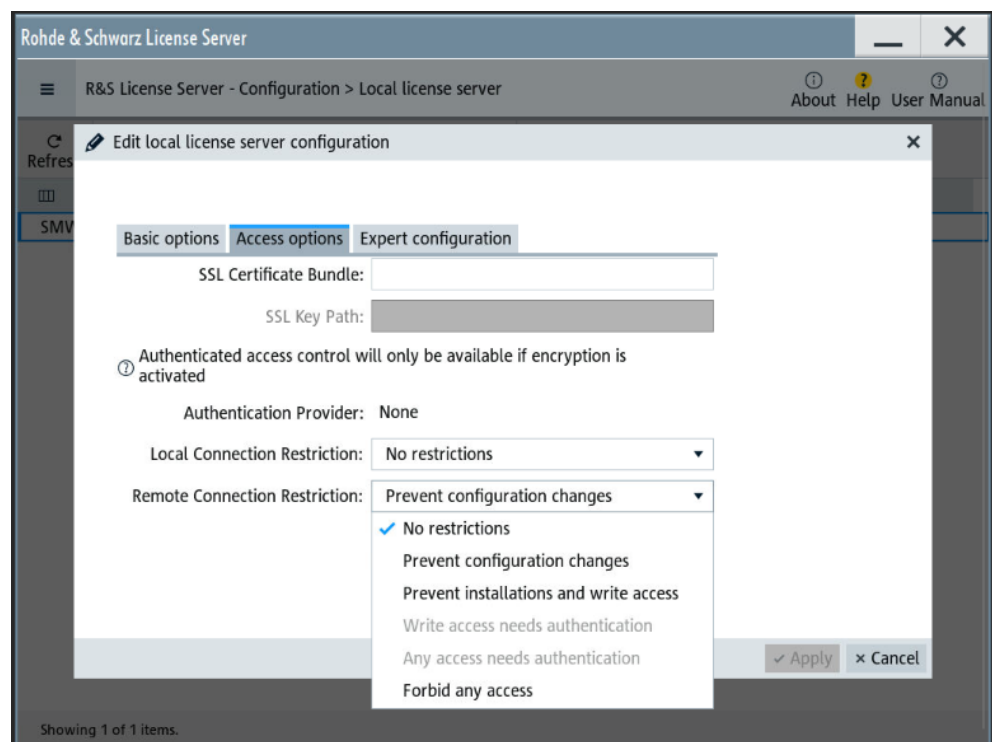 Rohde & Schwarz License Server
R&S License Server - Configuration > Local license server
About Help User Manual
Refres
Edit local license server configuration
SMW
Basic options Access options Expert configuration
SSL Certificate Bundle:
SSL Key Path:
Authenticated access control will only be available if encryption is
activated
Authentication Provider: None
Local Connection Restriction: No restrictions
Remote Connection Restriction: Prevent configuration changes
No restrictions
Prevent configuration changes
Prevent installations and write access
Write access needs authentication
Any access needs authentication
Forbid any access
Apply Cancel
Showing 1 of 1 items.